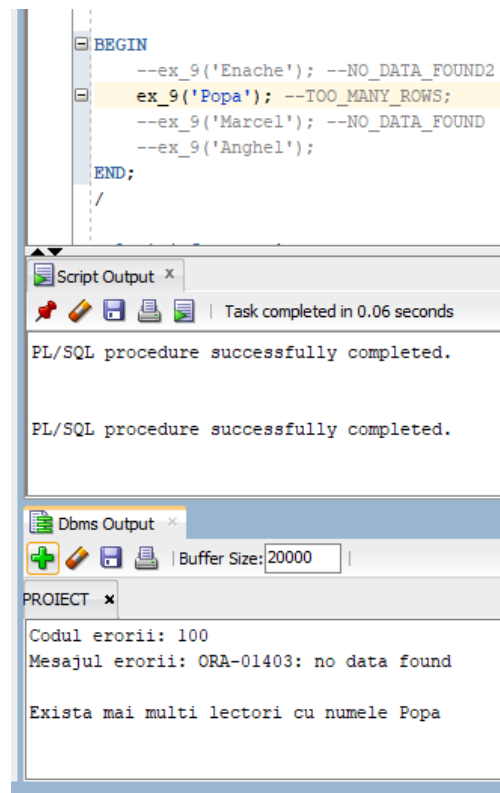 BEGIN
--ex_9('Enache'); --NO_DATA_FOUND2
ex_9('Popa'); --TOO_MANY_ROWS;
--ex_9('Marcel'); --NO_DATA_FOUND
--ex_9('Anghel');
END;
/
Script Output x
Task completed in 0.06 seconds
PL/SQL procedure successfully completed.
PL/SQL procedure successfully completed.
Dbms Output ×
Buffer Size: 20000
PROIECT ×
Codul erorii: 100
Mesajul erorii: ORA-01403: no data found
Exista mai multi lectori cu numele Popa